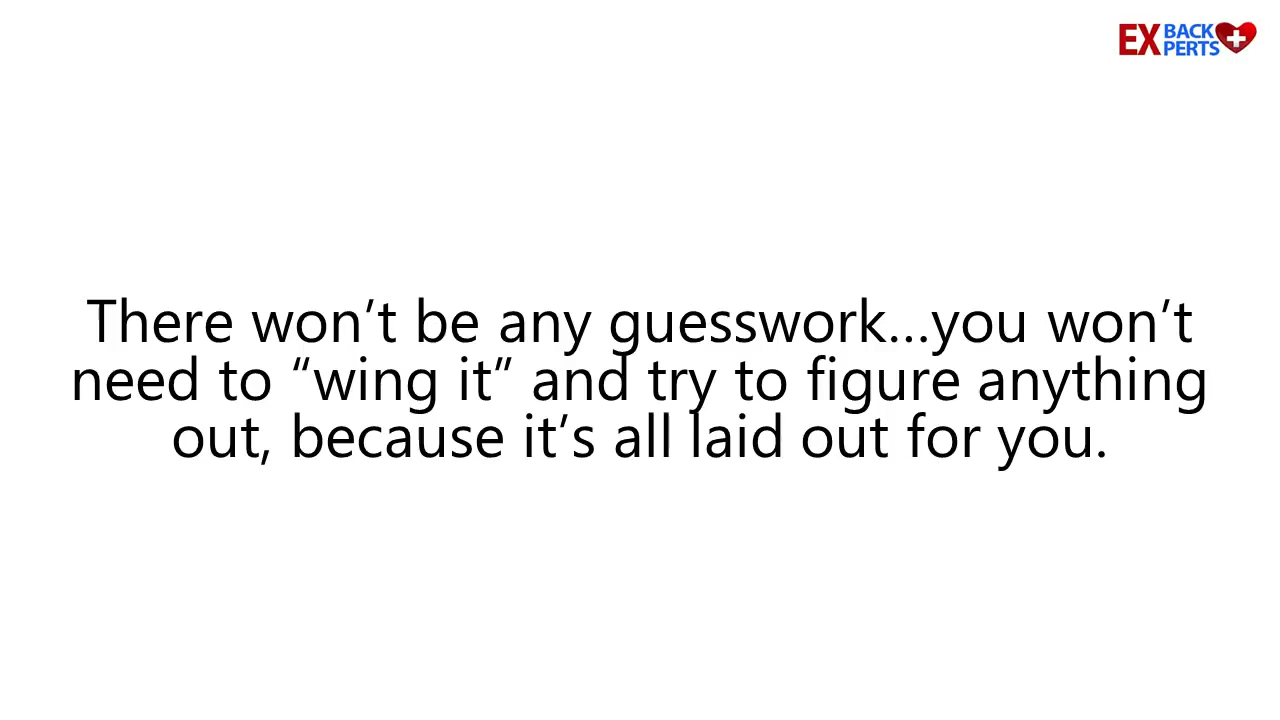 EX BACK
PERTS
There won’t be any guesswork...you won’t
need to “wing it” and try to figure anything
out, because it’s all laid out for you.